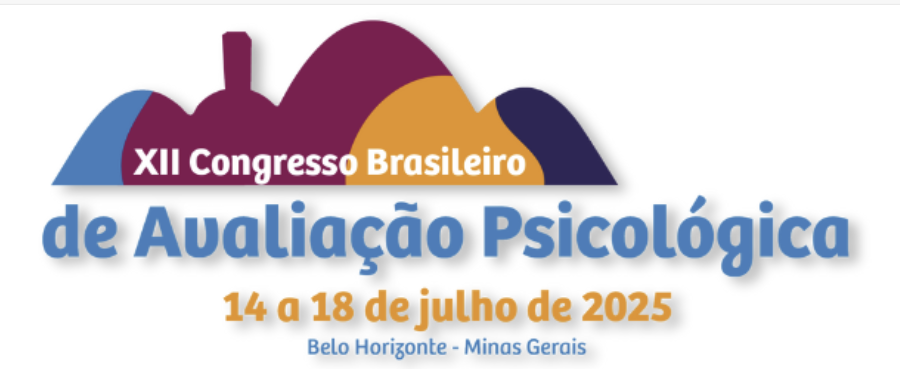 XII Congresso Brasileiro
de Avaliação Psicológica
14 a 18 de julho de 2025
Belo Horizonte - Minas Gerais